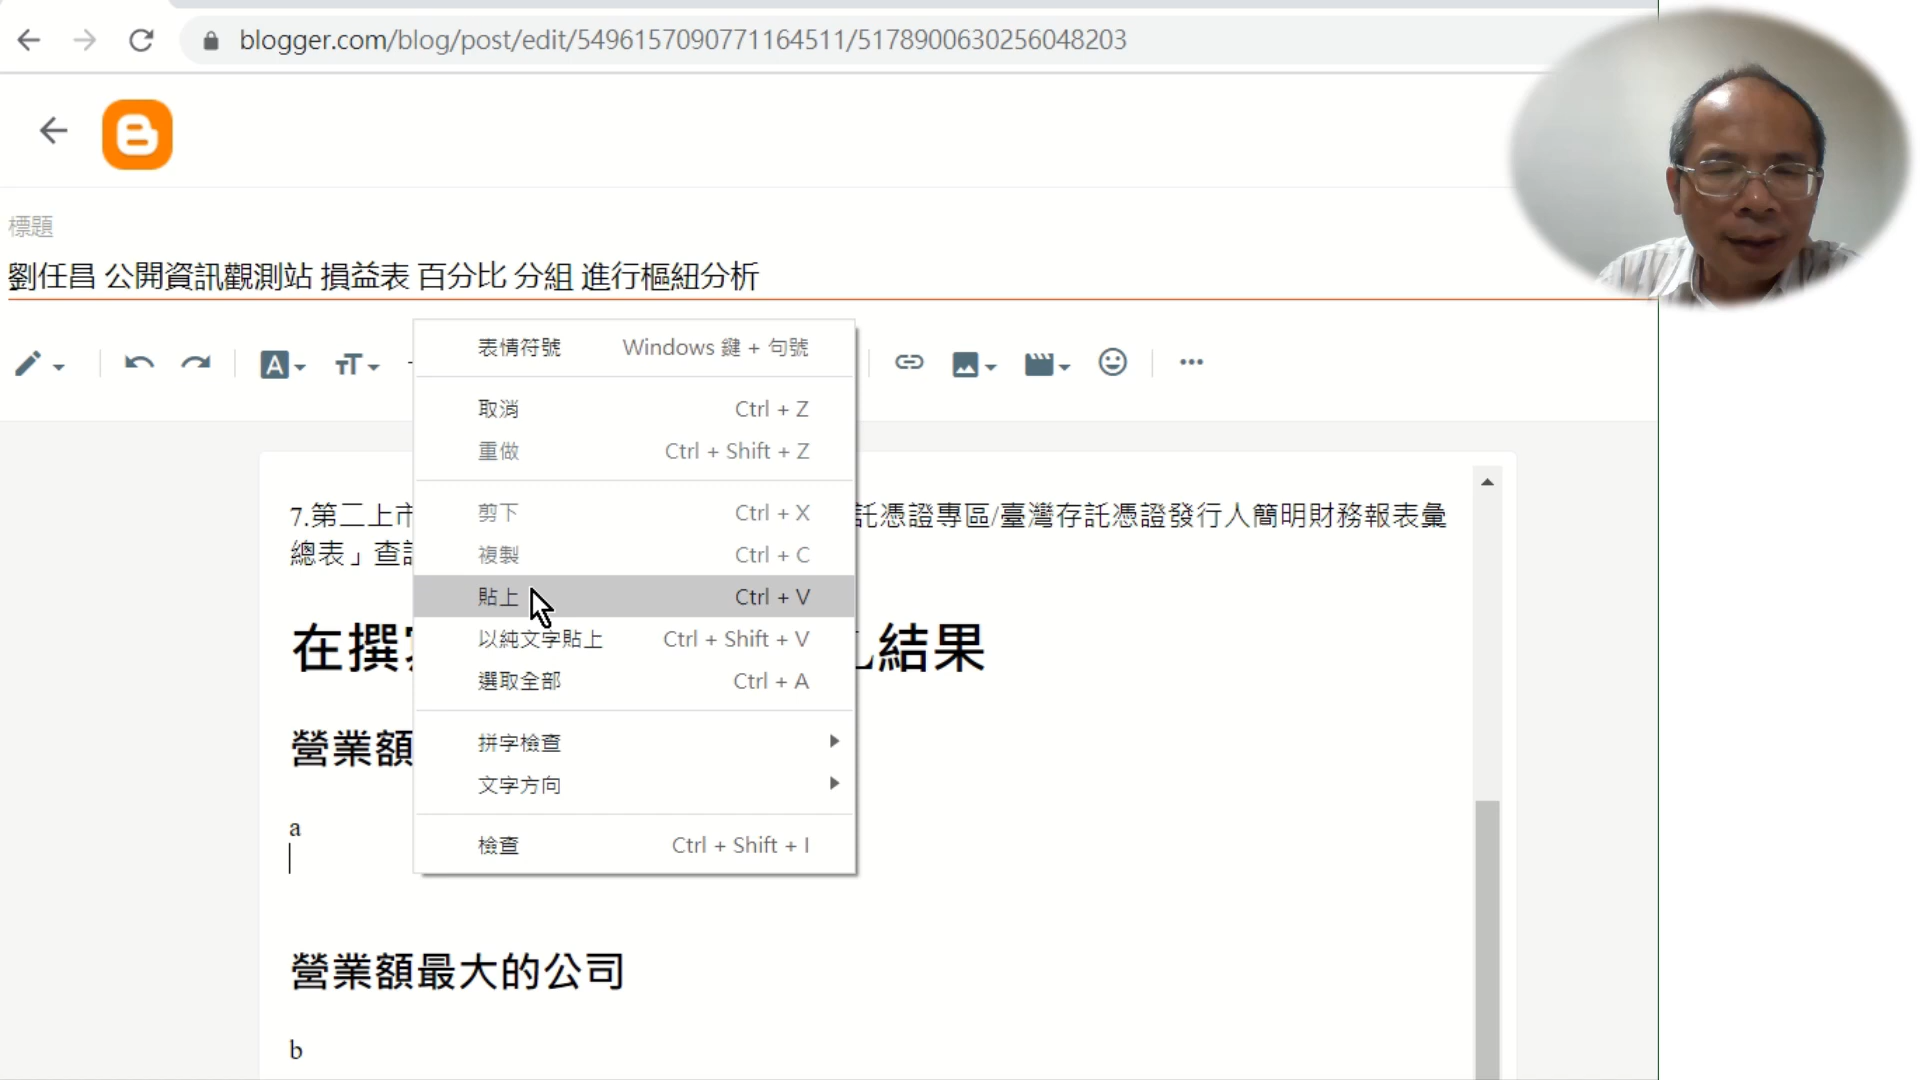 blogger.com/blog/post/edit/5496157090771164511/5178900630256048203
標題
劉任昌 公開資訊觀測站 損益表 百分比 分組 進行樞紐分析
表情符號 Windows 鍵 + 句號
取消 Ctrl + Z
重做 Ctrl + Shift + Z
剪下 Ctrl + X
複製 Ctrl + C
貼上 Ctrl + V
以純文字貼上 Ctrl + Shift + V
選取全部 Ctrl + A
拼字檢查
文字方向
檢查 Ctrl + Shift + I
7.第二上市
託憑證專區/臺灣存託憑證發行人簡明財務報表彙
總表」查
在撰
結果
營業額
a
營業額最大的公司
b